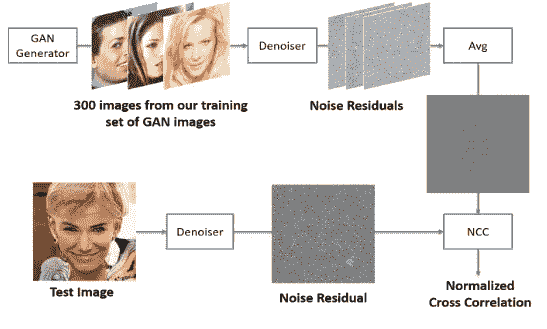 GAN
Generator
Denoiser
Avg
300 images from our training
set of GAN images
Noise Residuals
Denoiser
NCC
Test Image
Noise Residual
Normalized
Cross Correlation